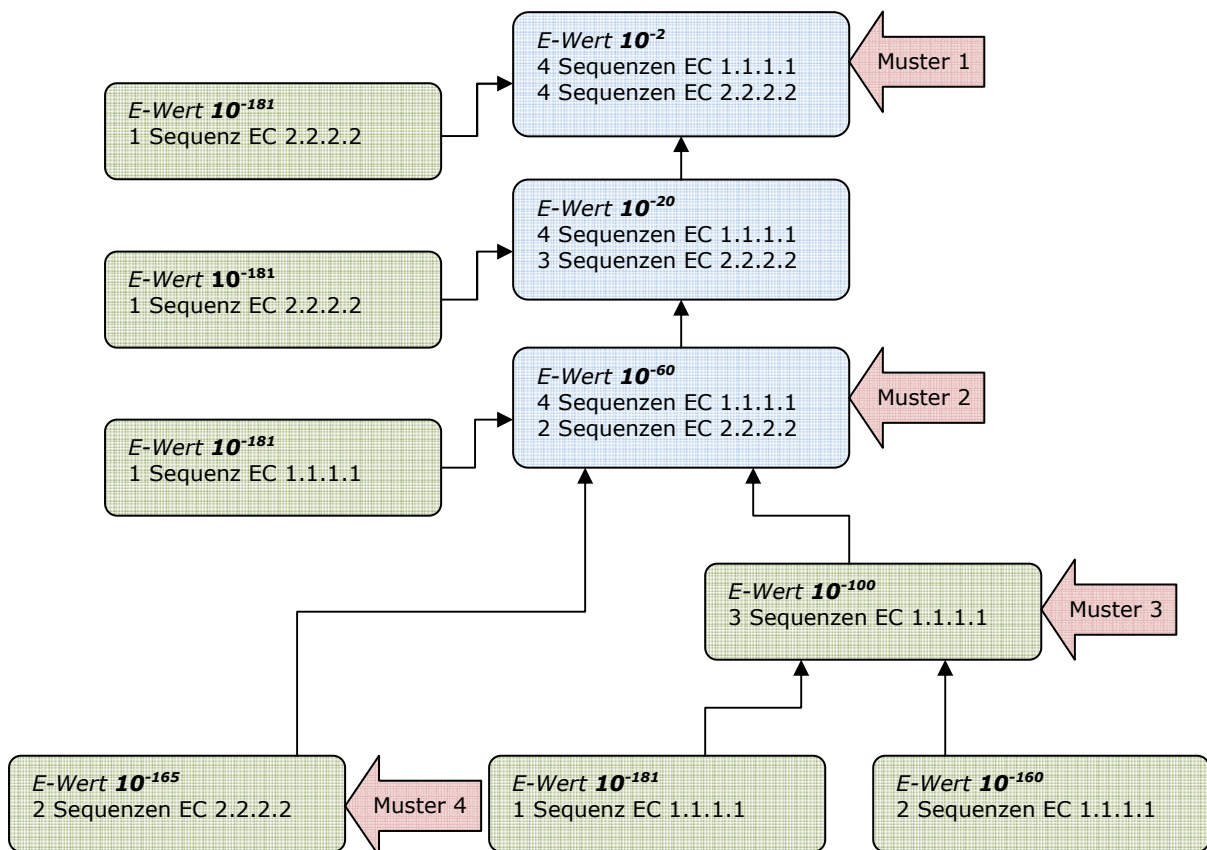 E-Wert 10⁻²
4 Sequenzen EC 1.1.1.1
4 Sequenzen EC 2.2.2.2
Muster 1
E-Wert 10⁻¹⁸¹
1 Sequenz EC 2.2.2.2
E-Wert 10⁻²⁰
4 Sequenzen EC 1.1.1.1
3 Sequenzen EC 2.2.2.2
E-Wert 10⁻¹⁸¹
1 Sequenz EC 2.2.2.2
E-Wert 10⁻⁶⁰
4 Sequenzen EC 1.1.1.1
2 Sequenzen EC 2.2.2.2
Muster 2
E-Wert 10⁻¹⁸¹
1 Sequenz EC 1.1.1.1
E-Wert 10⁻¹⁰⁰
3 Sequenzen EC 1.1.1.1
Muster 3
E-Wert 10⁻¹⁶⁵
2 Sequenzen EC 2.2.2.2
Muster 4
E-Wert 10⁻¹⁸¹
1 Sequenz EC 1.1.1.1
E-Wert 10⁻¹⁶⁰
2 Sequenzen EC 1.1.1.1